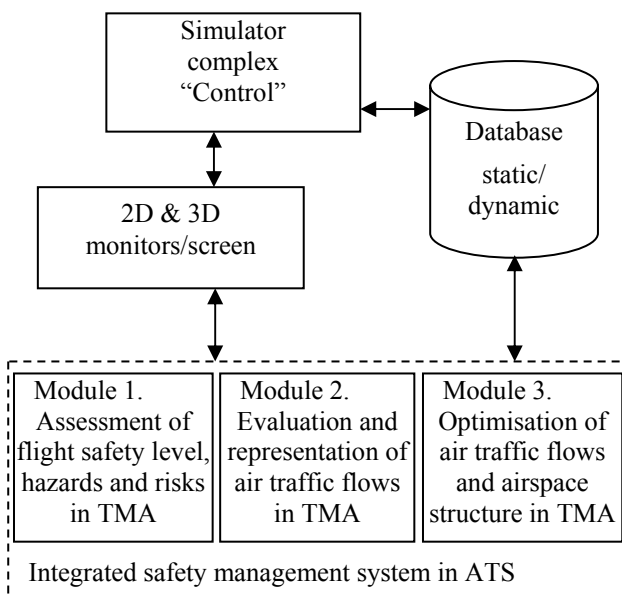 Simulator
complex
“Control”
Database
static/
dynamic
2D & 3D
monitors/screen
Module 1.
Assessment of
flight safety level,
hazards and risks
in TMA
Module 2.
Evaluation and
representation of
air traffic flows
in TMA
Module 3.
Optimisation of
air traffic flows
and airspace
structure in TMA
Integrated safety management system in ATS